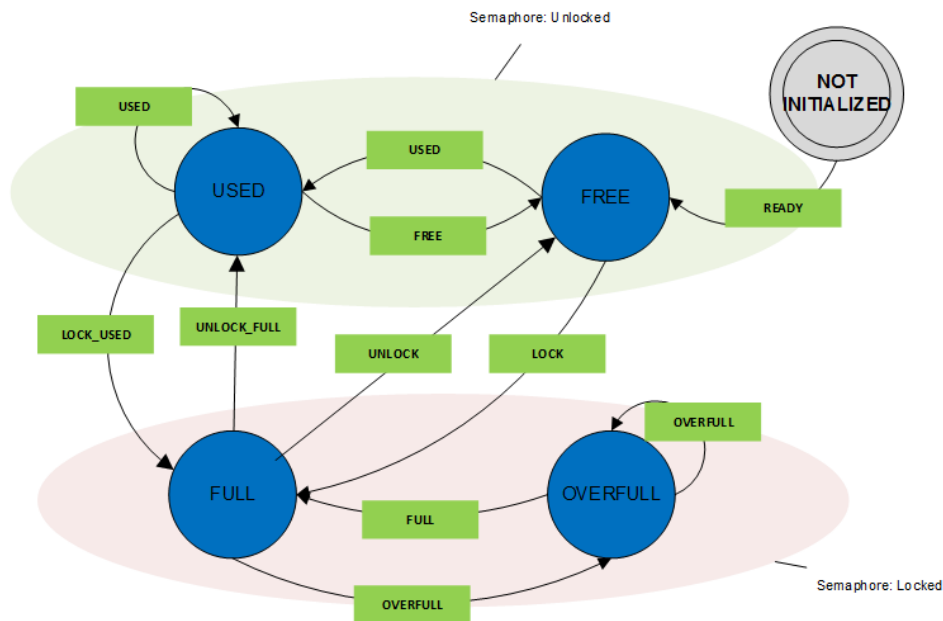 Semaphore: Unlocked
NOT
INITIALIZED
USED
USED
USED
FREE
FREE
READY
LOCK_USED
UNLOCK_FULL
UNLOCK
LOCK
OVERFULL
FULL
OVERFULL
FULL
OVERFULL
Semaphore: Locked